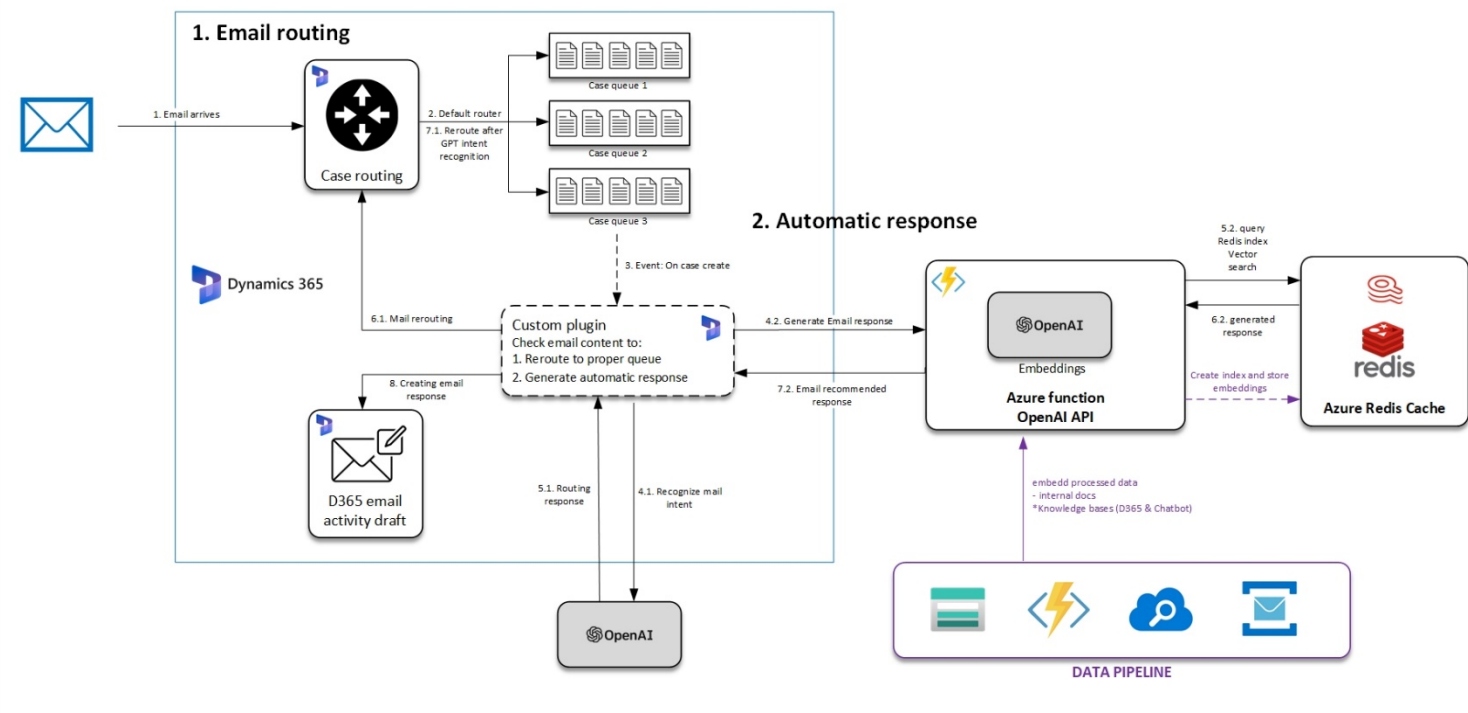 1. Email routing
1. Email arrives
Case routing
2. Default router
7.1. Reroute after
GPT intent
recognition
Case queue 1
Case queue 2
Case queue 3
3. Event: On case create
Dynamics 365
6.1. Mail rerouting
Custom plugin
Check email content to:
1. Reroute to proper queue
2. Generate automatic response
8. Creating email
response
D365 email
activity draft
5.1. Routing
response
4.1. Recognize mail
intent
OpenAI
2. Automatic response
4.2. Generate Email response
7.2. Email recommended
response
OpenAI
Embeddings
Azure function
OpenAI API
5.2. query
Redis index
Vector
search
6.2. generated
response
Create index and store
embeddings
redis
Azure Redis Cache
embedd processed data
- internal docs
*Knowledge bases (D365 & Chatbot)
DATA PIPELINE